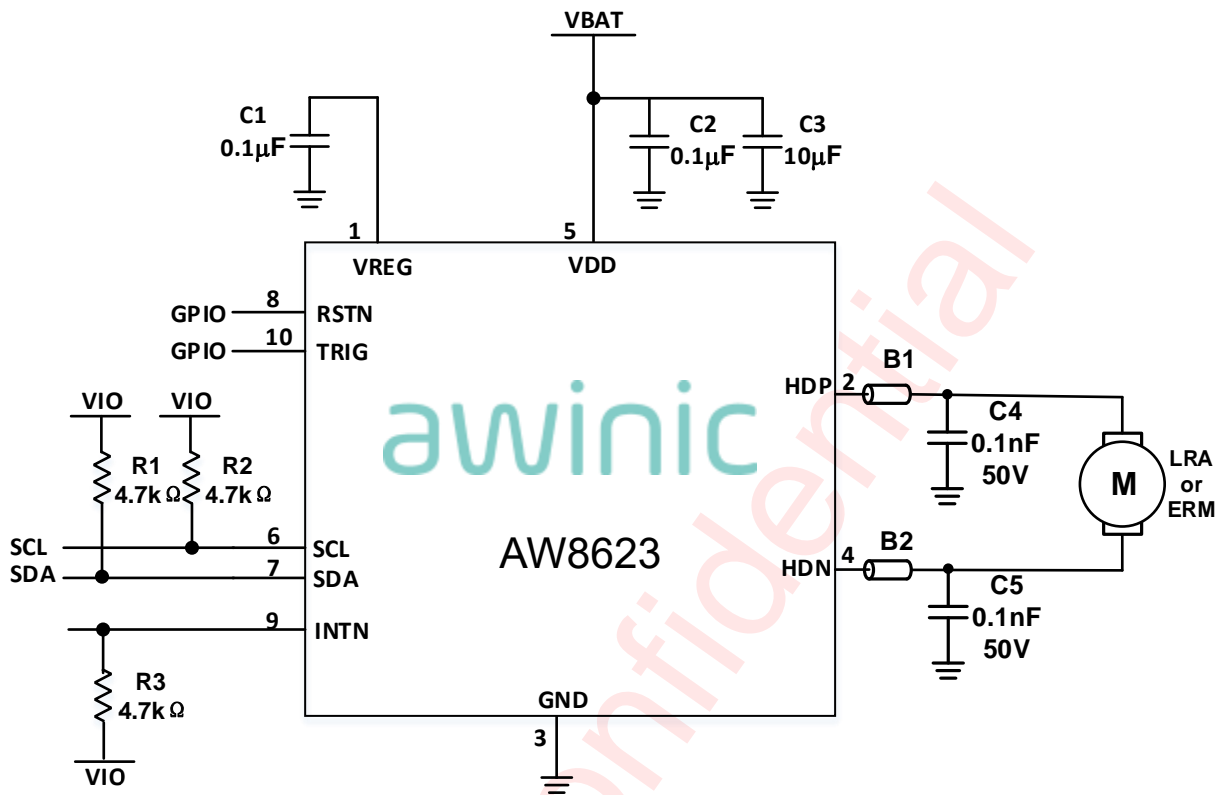 VBAT
C1
0.1μF
C2
0.1μF
C3
10μF
1
5
VREG
VDD
GPIO
8
RSTN
GPIO
10
TRIG
VIO
VIO
R1
4.7kΩ
R2
4.7kΩ
SCL
6
SCL
SDA
7
SDA
9
INTN
R3
4.7kΩ
VIO
awinic
AW8623
HDP
2
B1
C4
0.1nF
50V
M
LRA
or
ERM
HDN
4
B2
C5
0.1nF
50V
GND
3
onfidential